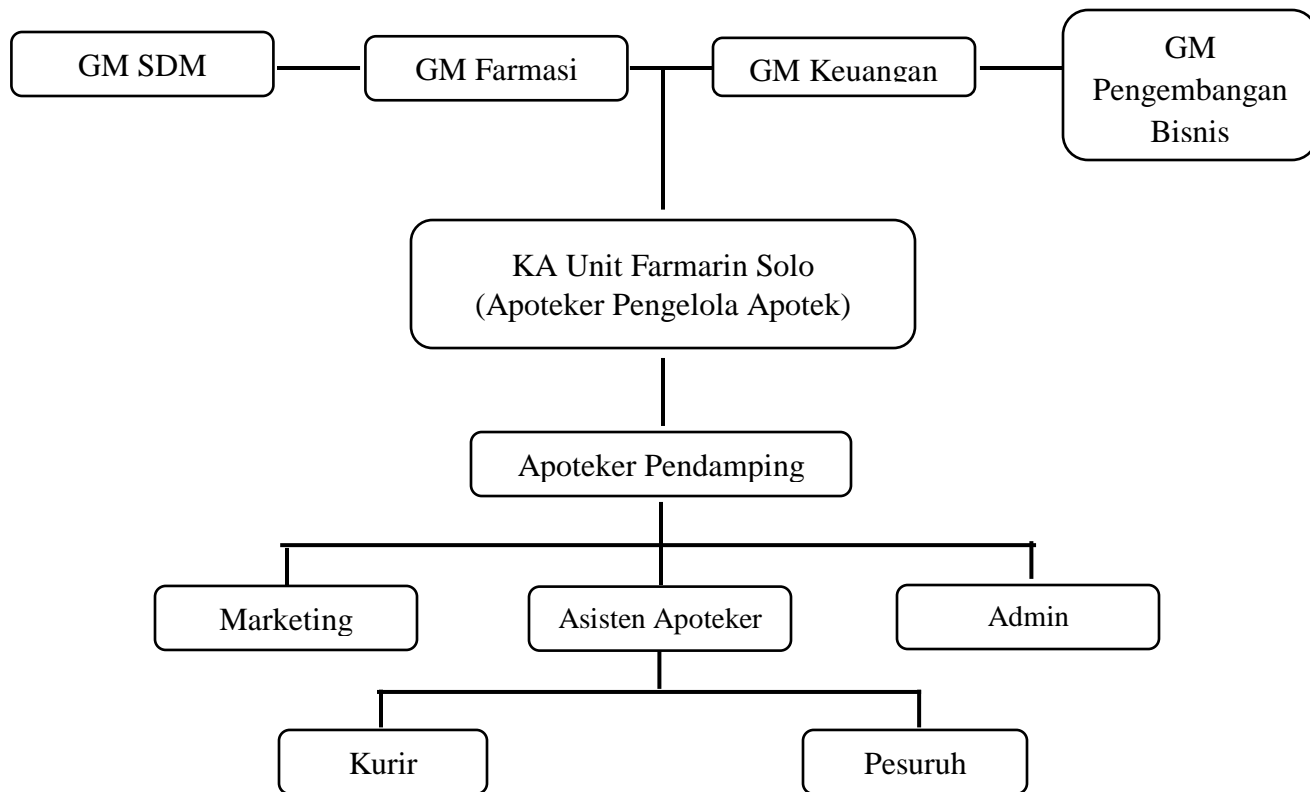 GM SDM
GM Farmasi
GM Keuangan
GM
Pengembangan
Bisnis
KA Unit Farmarin Solo
(Apoteker Pengelola Apotek)
Apoteker Pendamping
Marketing
Asisten Apoteker
Admin
Kurir
Pesuruh